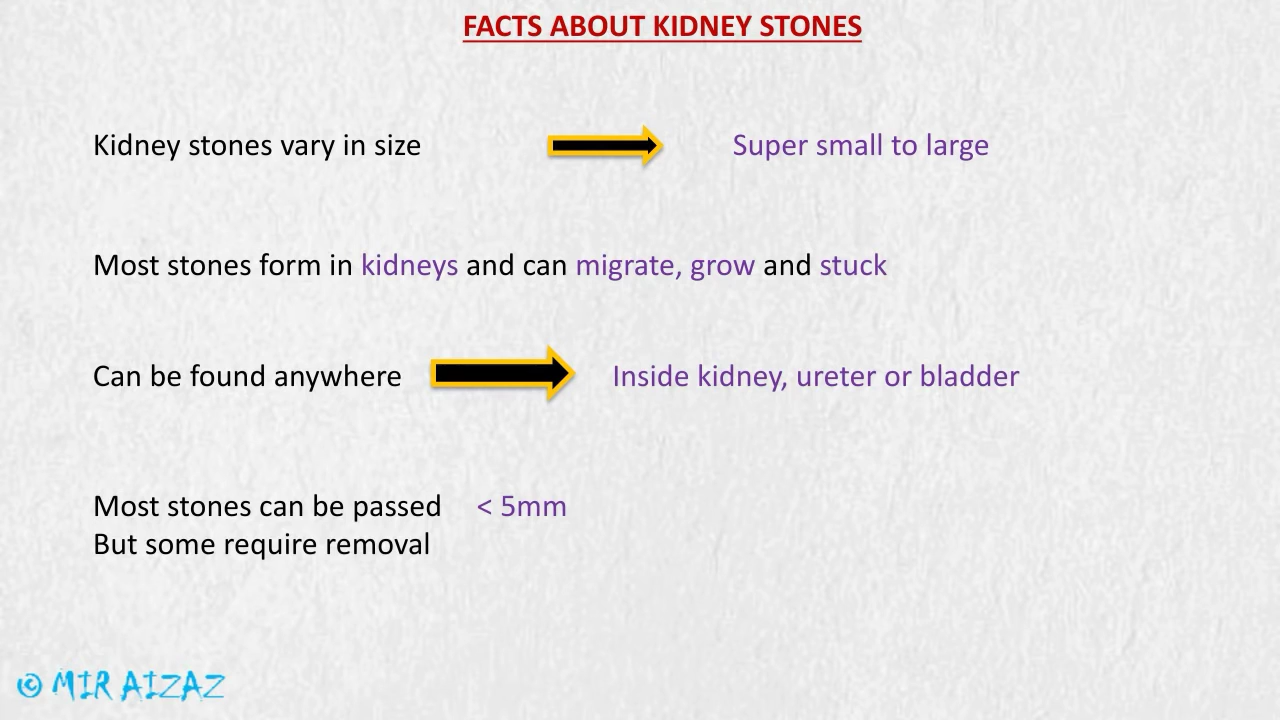 FACTS ABOUT KIDNEY STONES
Kidney stones vary in size Super small to large
Most stones form in kidneys and can migrate, grow and stuck
Can be found anywhere Inside kidney, ureter or bladder
Most stones can be passed < 5mm
But some require removal
© MIR AIZAZ